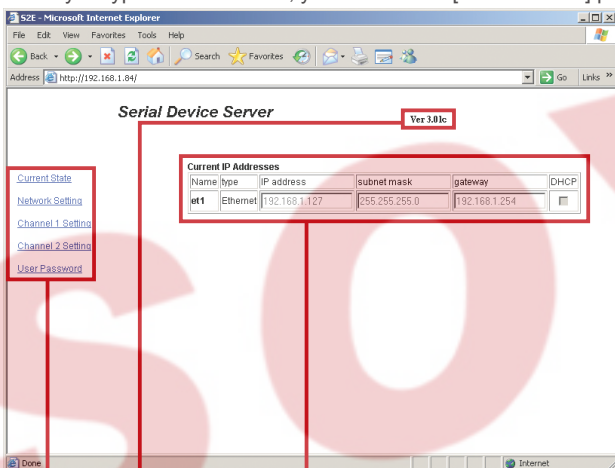 S2E - Microsoft Internet Explorer
File Edit View Favorites Tools Help
Back Search Favorites
Address http://192.168.1.84/ Go Links »
Serial Device Server
Ver 3.01c
Current IP Addresses
Name type IP address subnet mask gateway DHCP
et1 Ethernet 192.168.1.127 255.255.255.0 192.168.1.254
Current State
Network Setting
Channel 1 Setting
Channel 2 Setting
User Password
Done Internet